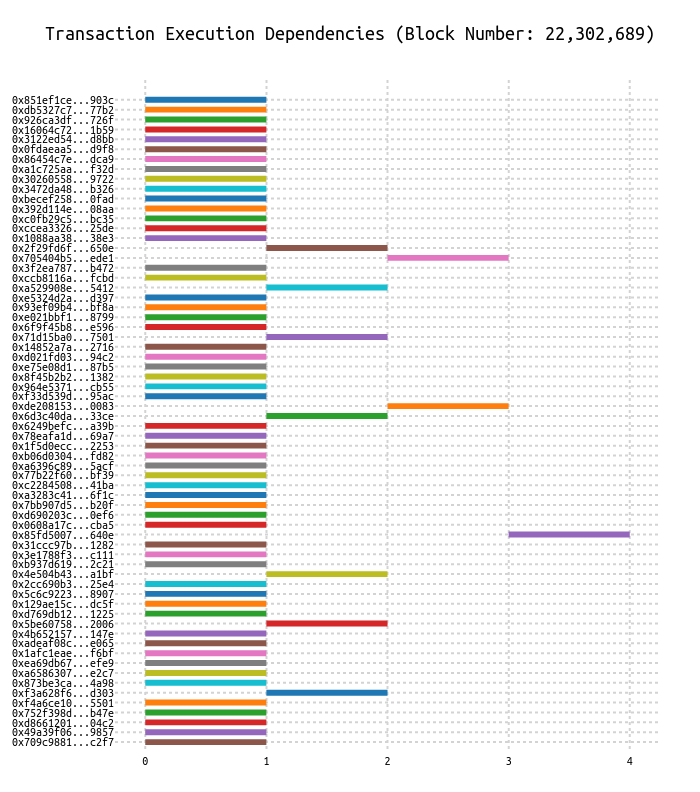 Transaction Execution Dependencies (Block Number: 22,302,689)
0x851ef1ce...903c
0xdb5327c7...77b2
0x926ca3df...726f
0x16064c72...1b59
0x3122ed54...d8bb
0x0fdaeaa5...d9f8
0x86454c7e...dca9
0xa1c725aa...f32d
0x30260558...9722
0x3472da48...b326
0xbecef258...0fad
0x392d114e...08aa
0xc0fb29c5...bc35
0xccea3326...25de
0x1088aa38...38e3
0x2f29fd6f...650e
0x705404b5...ede1
0x3f2ea787...b472
0xccb8116a...fcbd
0xa529908e...5412
0xe5324d2a...d397
0x93ef09b4...bf8a
0xe021bbf1...8799
0x6f9f45b8...e596
0x71d15ba0...7501
0x14852a7a...2716
0xd021fd03...94c2
0xe75e08d1...87b5
0x8f45b2b2...1382
0x964e5371...cb55
0xf33d539d...95ac
0xde208153...0083
0x6d3c40da...33ce
0x6249befc...a39b
0x78eafa1d...69a7
0x1f5d0ecc...2253
0xb06d0304...fd82
0xa6396c89...5acf
0x77b22f60...bf39
0xc2284508...41ba
0xa3283c41...6f1c
0x7bb907d5...b20f
0xd690203c...0ef6
0x0608a17c...cba5
0x85fd5007...640e
0x31ccc97b...1282
0x3e1788f3...c111
0xb937d619...2c21
0x4e504b43...a1bf
0x2cc690b3...25e4
0x5c6c9223...8907
0x129ae15c...dc5f
0xd769db12...1225
0x5be60758...2006
0x4b652157...147e
0xadeaf08c...e065
0x1afc1eae...f6bf
0xea69db67...efe9
0xa6586307...e2c7
0x873be3ca...4a98
0xf3a628f6...d303
0xf4a6ce10...5501
0x752f398d...b47e
0xd8661201...04c2
0x49a39f06...9857
0x709c9881...c2f7
0 1 2 3 4